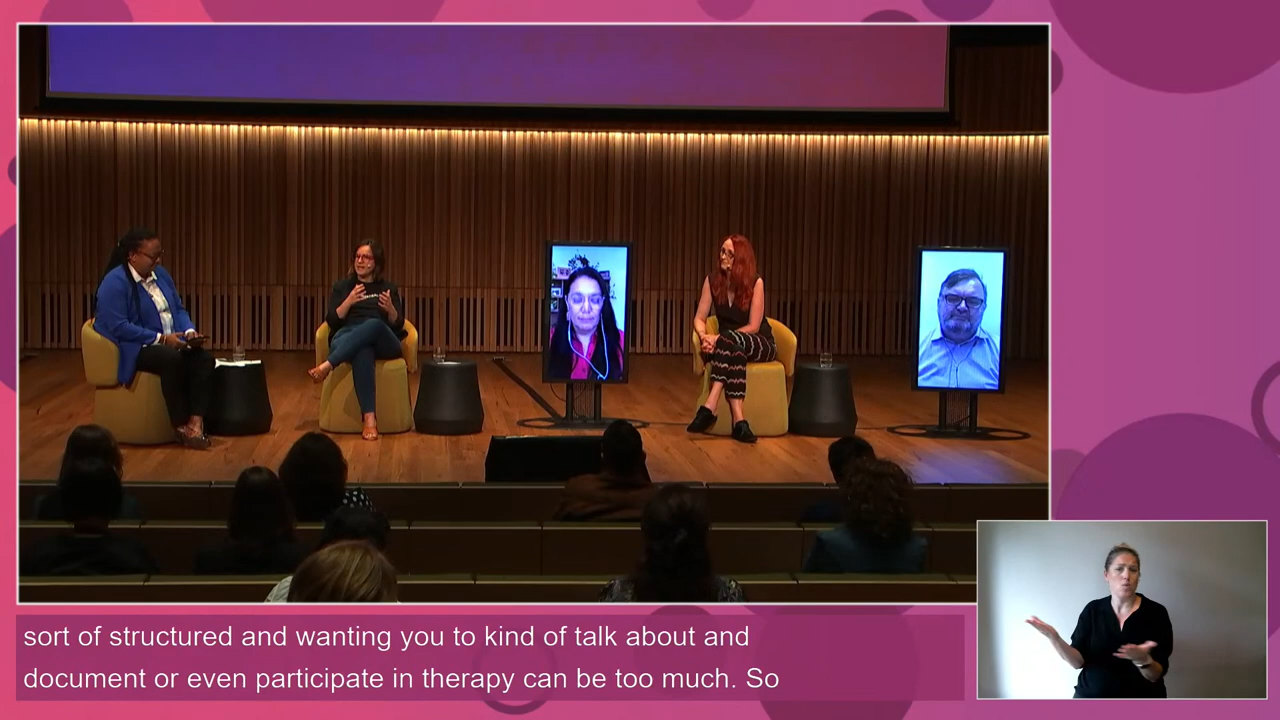 sort of structured and wanting you to kind of talk about and
document or even participate in therapy can be too much. So